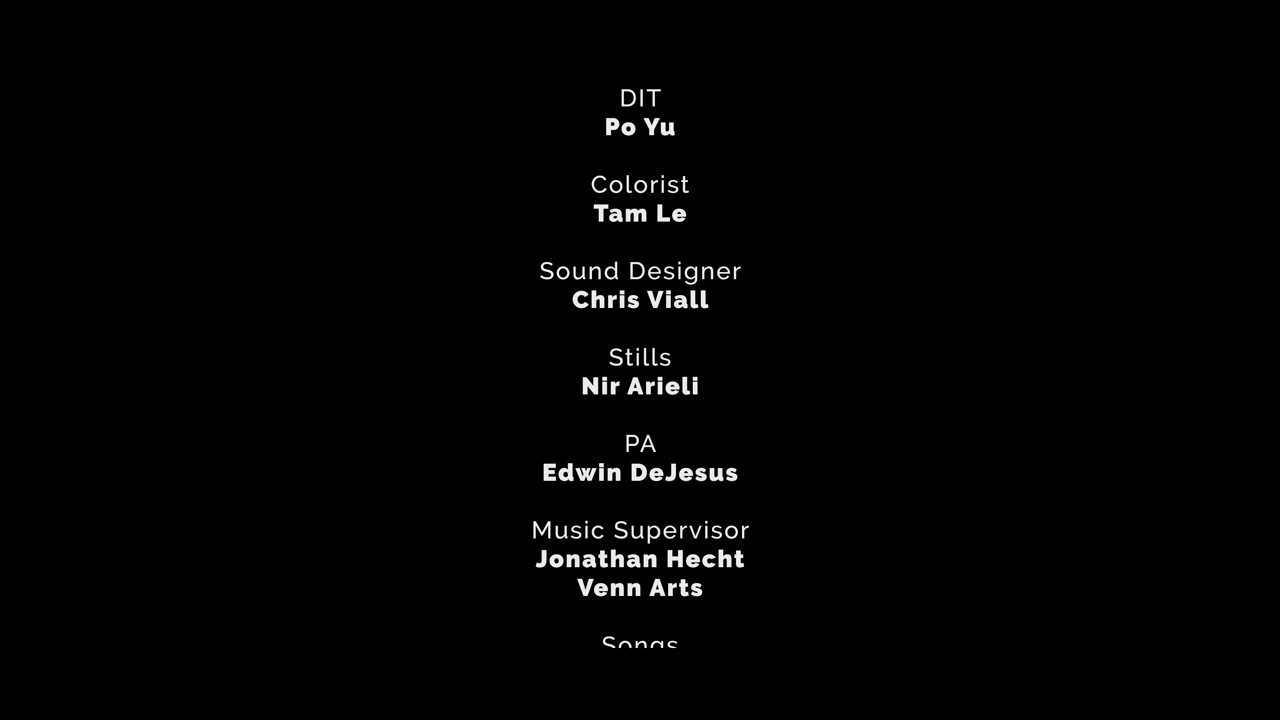 DIT
Po Yu
Colorist
Tam Le
Sound Designer
Chris Viall
Stills
Nir Arieli
PA
Edwin DeJesus
Music Supervisor
Jonathan Hecht
Venn Arts
Songs